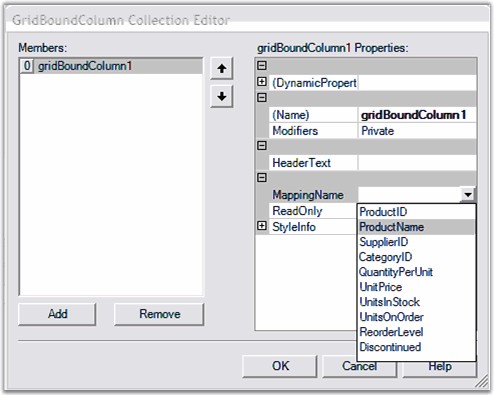 GridBoundColumn Collection Editor
Members:
0 gridBoundColumn1
Add
Remove
gridBoundColumn1 Properties:
(DynamicPropert
(Name) gridBoundColumn1
Modifiers Private
HeaderText
MappingName
ReadOnly
StyleInfo
ProductID
ProductName
SupplierID
CategoryID
QuantityPerUnit
UnitPrice
UnitsInStock
UnitsOnOrder
ReorderLevel
Discontinued
OK
Cancel
Help